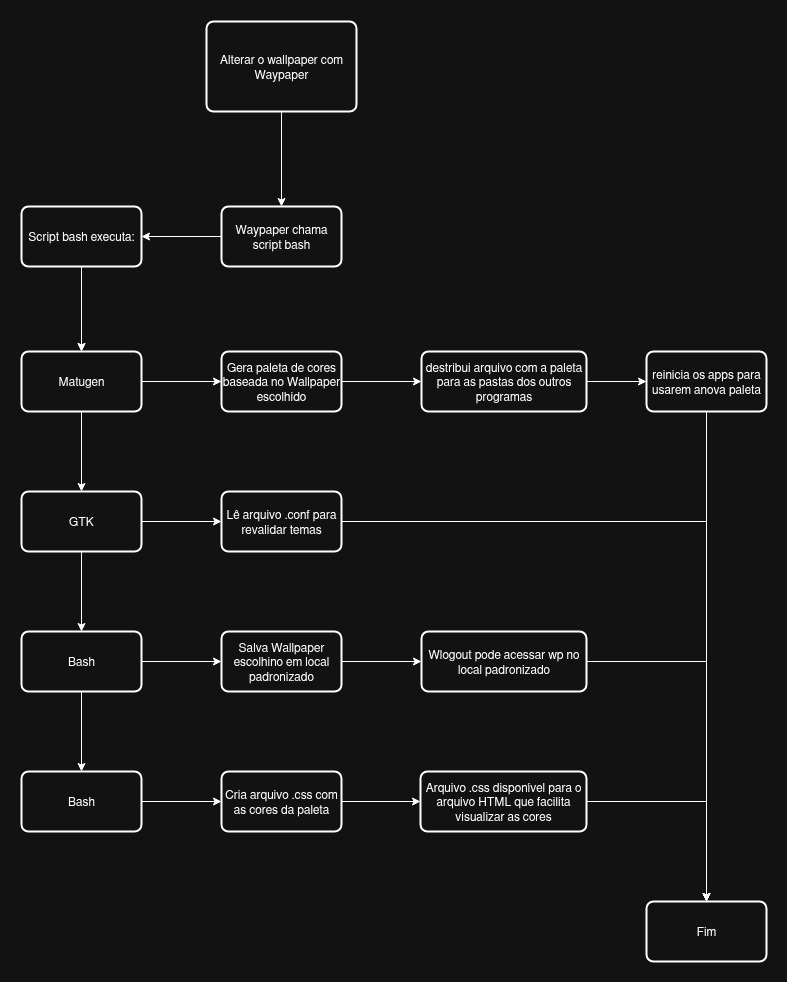 Alterar o wallpaper com
Waypaper
Script bash executa:
Waypaper chama
script bash
Matugen
Gera paleta de cores
baseada no Wallpaper
escolhido
destribui arquivo com a paleta
para as pastas dos outros
programas
reinicia os apps para
usarem anova paleta
GTK
Lê arquivo .conf para
revalidar temas
Bash
Salva Wallpaper
escolhino em local
padronizado
Wlogout pode acessar wp no
local padronizado
Bash
Cria arquivo .css com
as cores da paleta
Arquivo .css disponível para o
arquivo HTML que facilita
visualizar as cores
Fim